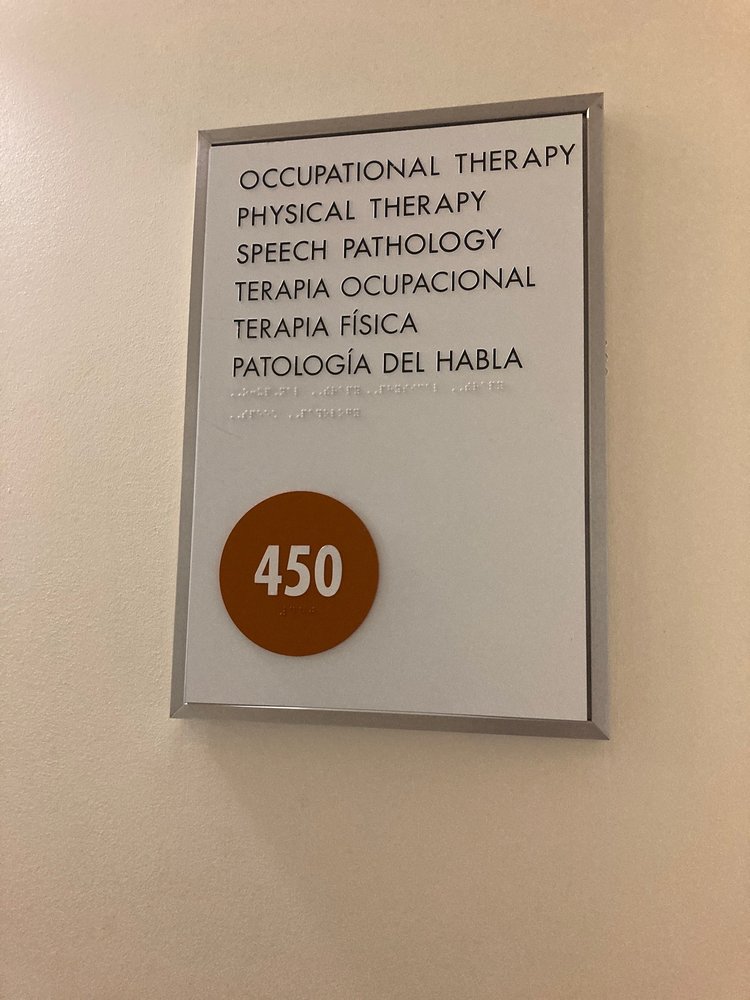 OCCUPATIONAL THERAPY
PHYSICAL THERAPY
SPEECH PATHOLOGY
TERAPIA OCUPACIONAL
TERAPIA FÍSICA
PATOLOGÍA DEL HABLA
450